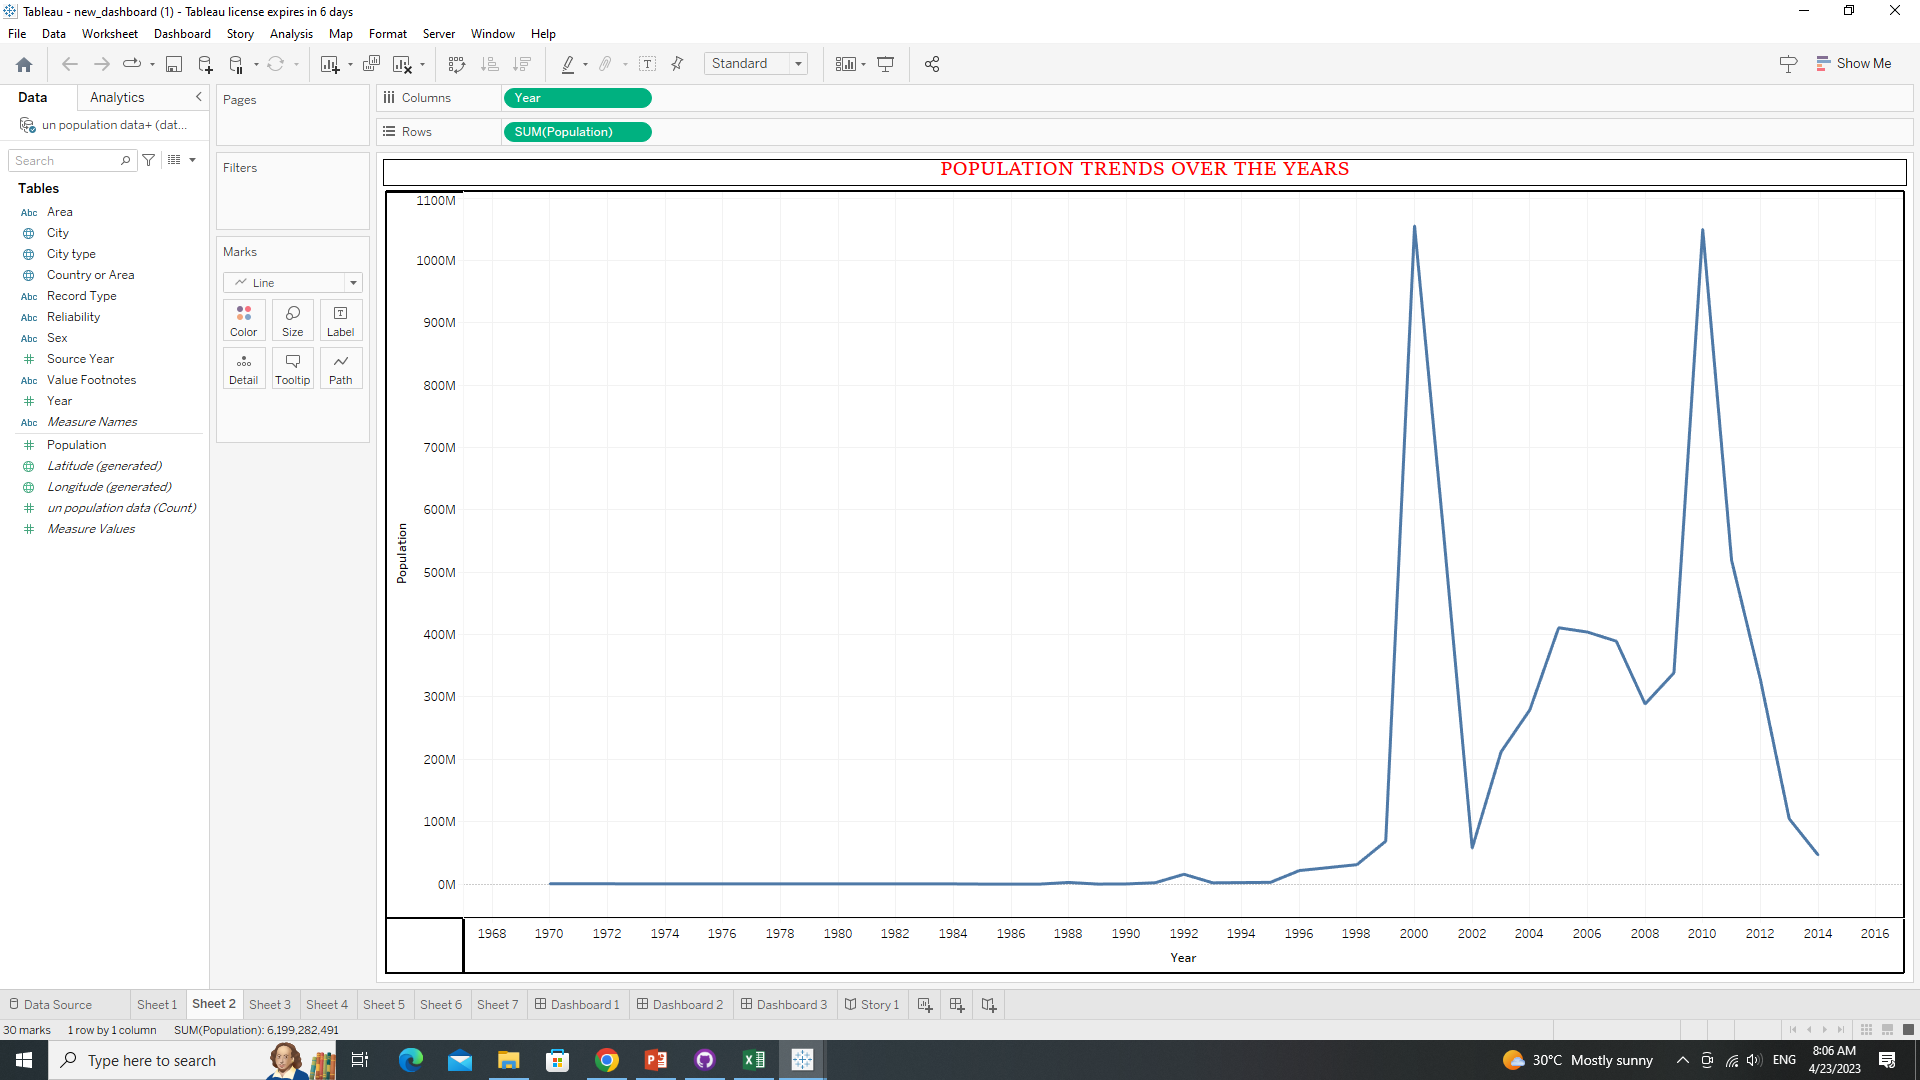 Tableau - new_dashboard (1) - Tableau license expires in 6 days
File Data Worksheet Dashboard Story Analysis Map Format Server Window Help
Standard
Show Me
Data Analytics
un population data+ (dat...
Search
Tables
Abc Area
City
City type
Country or Area
Abc Record Type
Abc Reliability
Abc Sex
Source Year
Abc Value Footnotes
Year
Abc Measure Names
Population
Latitude (generated)
Longitude (generated)
un population data (Count)
Measure Values
Pages
Filters
Marks
Line
Color Size Label
Detail Tooltip Path
Columns Year
Rows SUM(Population)
POPULATION TRENDS OVER THE YEARS
1100M
1000M
900M
800M
700M
600M
500M
400M
300M
200M
100M
0M
Population
1968 1970 1972 1974 1976 1978 1980 1982 1984 1986 1988 1990 1992 1994 1996 1998 2000 2002 2004 2006 2008 2010 2012 2014 2016
Year
Data Source Sheet 1 Sheet 2 Sheet 3 Sheet 4 Sheet 5 Sheet 6 Sheet 7 Dashboard 1 Dashboard 2 Dashboard 3 Story 1
30 marks 1 row by 1 column SUM(Population): 6,199,282,491
Type here to search
30°C Mostly sunny
ENG
8:06 AM
4/23/2023